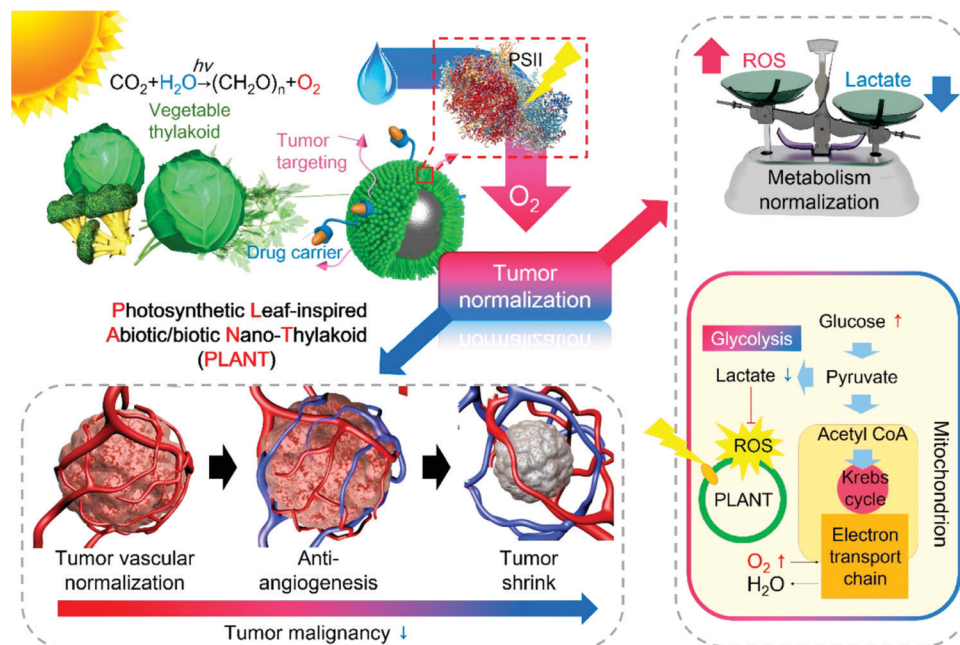 hv
CO₂+H₂O→(CH₂O)ₙ+O₂
Vegetable
thylakoid
Tumor
targeting
Drug carrier
PSII
O₂
Photosynthetic Leaf-inspired
Abiotic/biotic Nano-Thylakoid
(PLANT)
Tumor
normalization
normalization
ROS
Lactate
Metabolism
normalization
Glycolysis
Glucose ↑
Lactate ↓
Pyruvate
ROS
PLANT
Acetyl CoA
Krebs
cycle
Electron
transport
chain
O₂ ↑
H₂O
Mitochondrion
Tumor vascular
normalization
Anti-
angiogenesis
Tumor
shrink
Tumor malignancy ↓